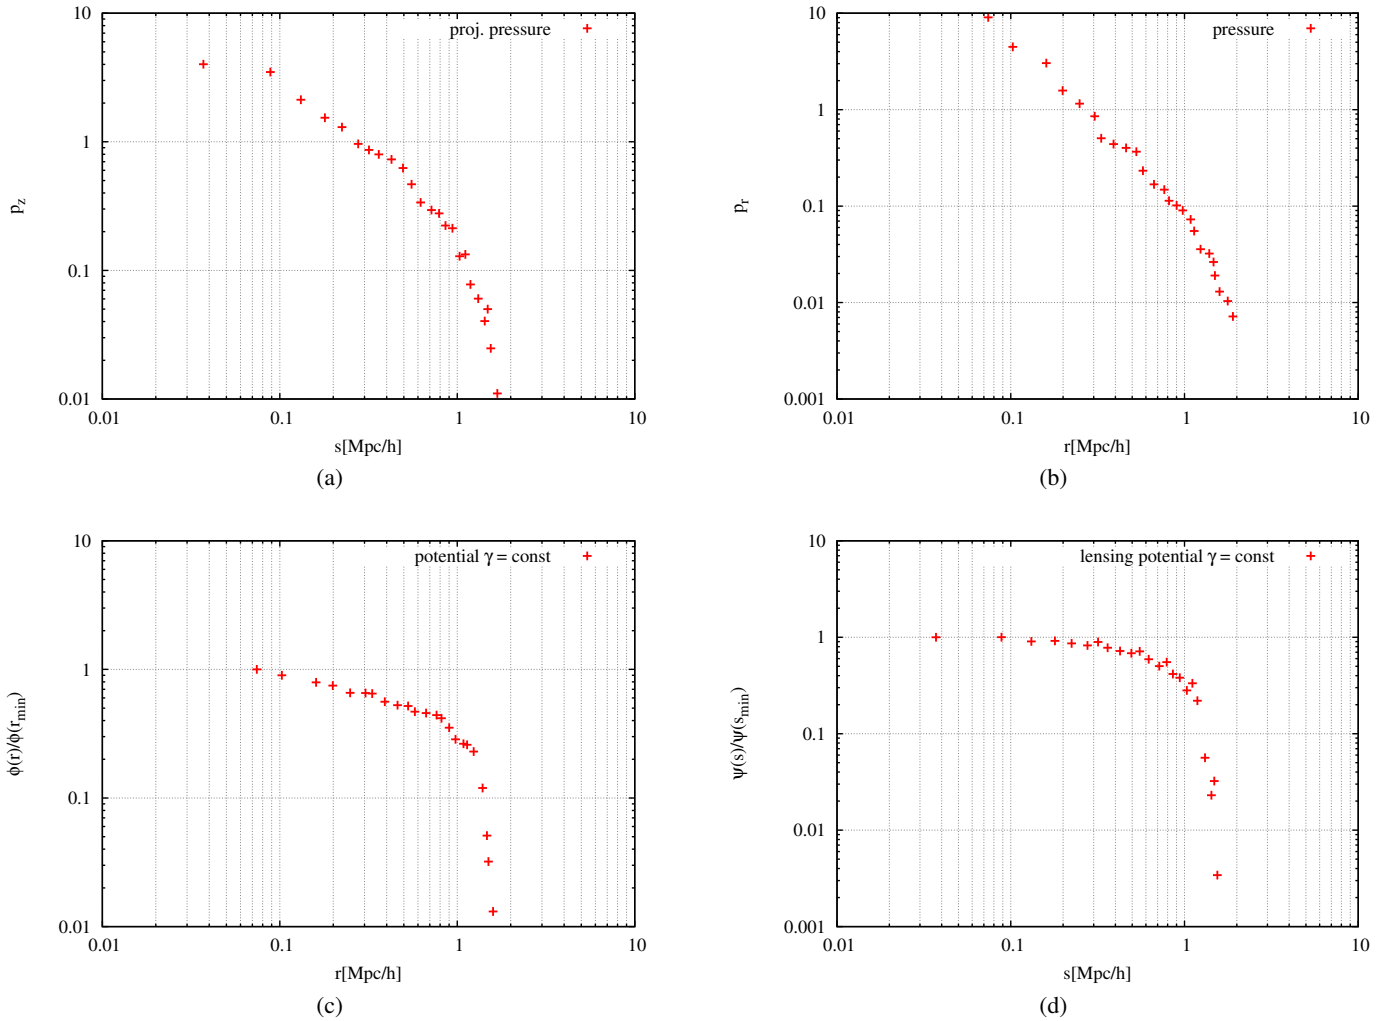 10
proj. pressure
1
p_z
0.1
0.01
0.01
0.1
1
10
s[Mpc/h]
(a)
10
pressure
1
0.1
p_r
0.01
0.001
0.01
0.1
1
10
r[Mpc/h]
(b)
10
potential γ = const
1
ϕ(r)/ϕ(r_min)
0.1
0.01
0.01
0.1
1
10
r[Mpc/h]
(c)
10
lensing potential γ = const
1
0.1
ψ(s)/ψ(s_min)
0.01
0.001
0.01
0.1
1
10
s[Mpc/h]
(d)